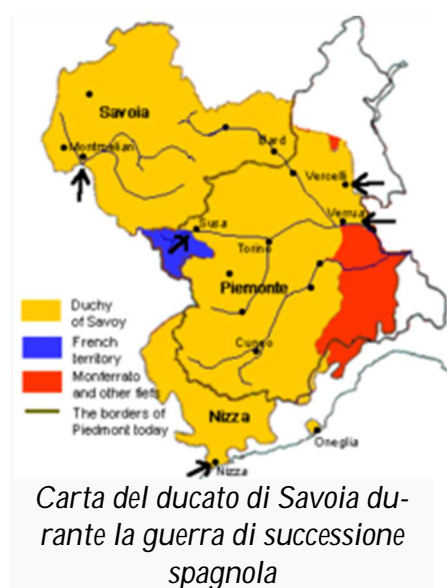 Savoia
Montmelian
Bard
Vercelli
Verrua
Susa
Torino
Piemonte
Cuneo
Duchy
of Savoy
French
territory
Monferrato
and other fiefs
The borders of
Piedmont today
Nizza
Oneglia
Nizza
Carta del ducato di Savoia du-
rante la guerra di successione
spagnola